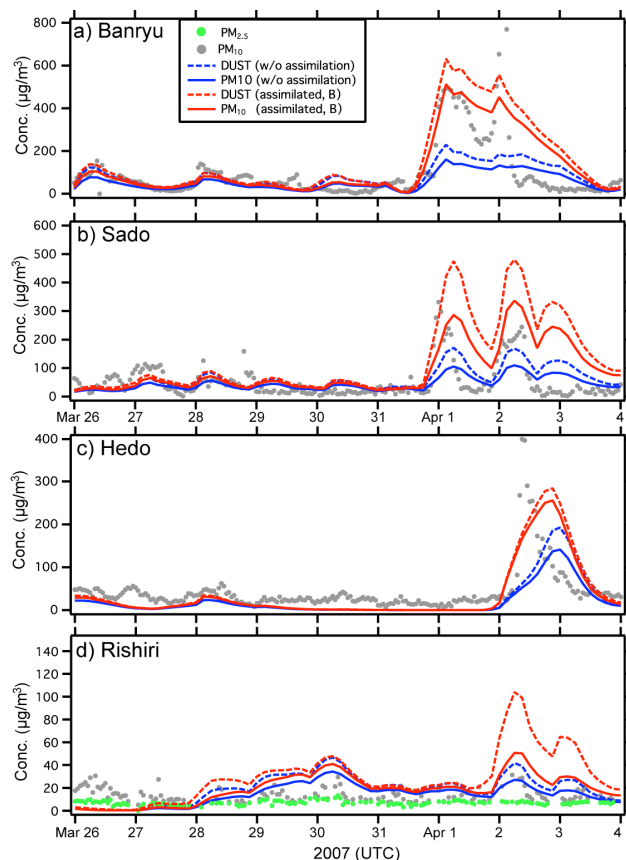 a) Banryu
PM2.5
PM10
DUST (w/o assimilation)
PM10 (w/o assimilation)
DUST (assimilated, B)
PM10 (assimilated, B)
Conc. (µg/m³)
800
600
400
200
0
b) Sado
Conc. (µg/m³)
600
500
400
300
200
100
0
Mar 26 27 28 29 30 31 Apr 1 2 3 4
c) Hedo
Conc. (µg/m³)
400
300
200
100
0
d) Rishiri
Conc. (µg/m³)
140
120
100
80
60
40
20
0
Mar 26 27 28 29 30 31 Apr 1 2 3 4
2007 (UTC)